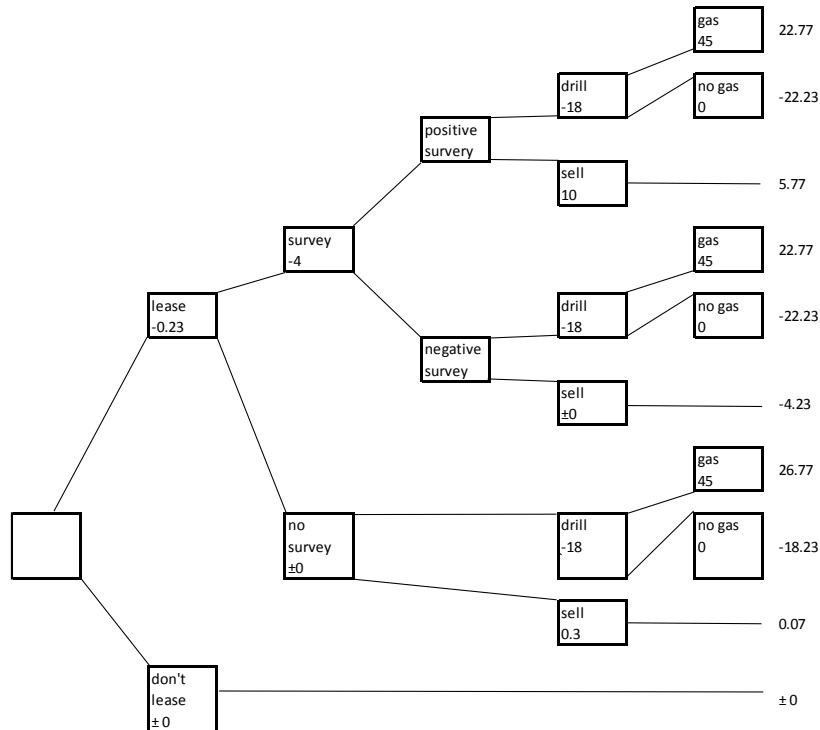 gas
45
22.77
drill
-18
no gas
0
-22.23
positive
survery
sell
10
5.77
survey
-4
gas
45
22.77
lease
-0.23
drill
-18
no gas
0
-22.23
negative
survey
sell
±0
-4.23
gas
45
26.77
no
survey
±0
drill
-18
no gas
0
-18.23
sell
0.3
0.07
don't
lease
± 0
± 0